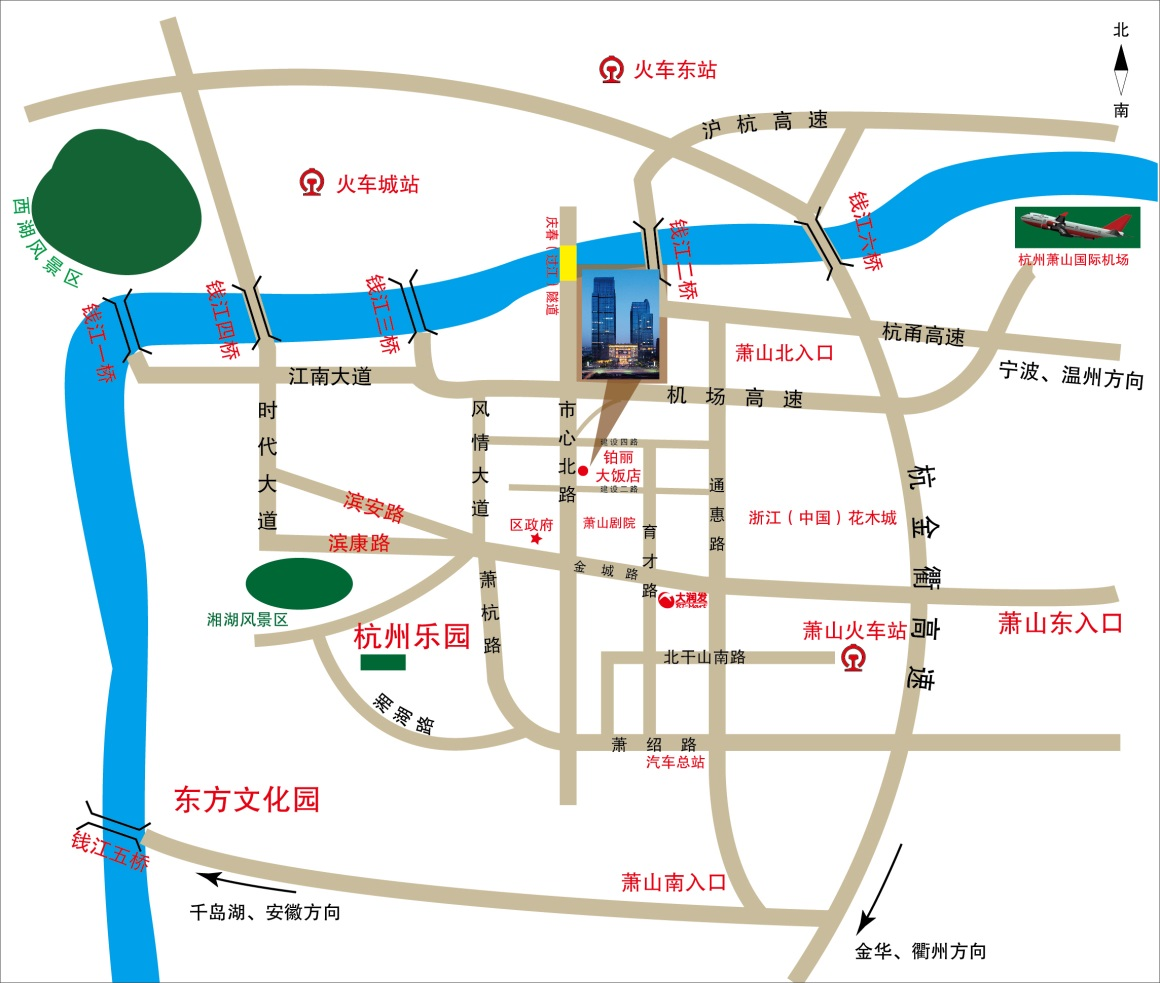 北
火车东站
南
沪杭高速
火车城站
西湖风景区
钱江六桥
庆春（过江）隧道
钱江二桥
杭州萧山国际机场
钱江一桥
钱江四桥
钱江三桥
杭甬高速
萧山北入口
宁波、温州方向
江南大道
机场高速
时代大道
风情大道
市心北路
建设四路
铂丽
大饭店
建设二路
通惠路
杭金衢高速
滨安路
滨康路
区政府
萧山剧院
育才路
浙江（中国）花木城
金城路
萧杭路
大润发
湘湖风景区
杭州乐园
萧山火车站
萧山东入口
北干山南路
湘湖路
萧绍路
汽车总站
东方文化园
钱江五桥
萧山南入口
千岛湖、安徽方向
金华、衢州方向